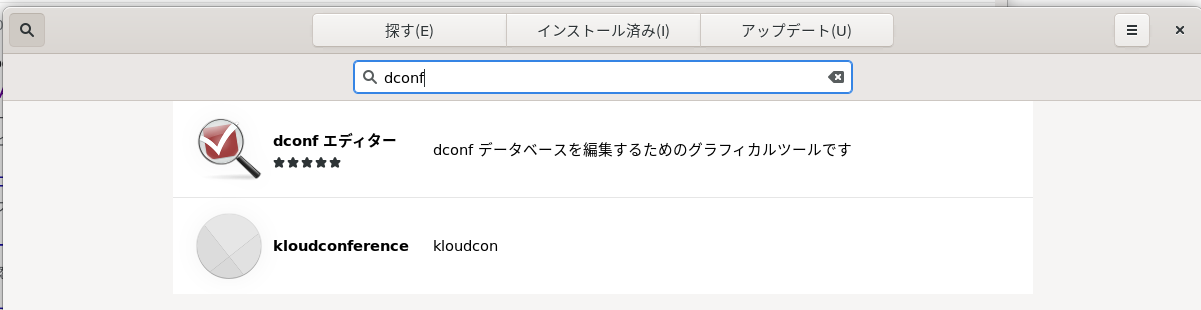 探す(E) インストール済み(I) アップデート(U)
dconf
dconf エディター
dconf データベースを編集するためのグラフィカルツールです
kloudconference
kloudcon